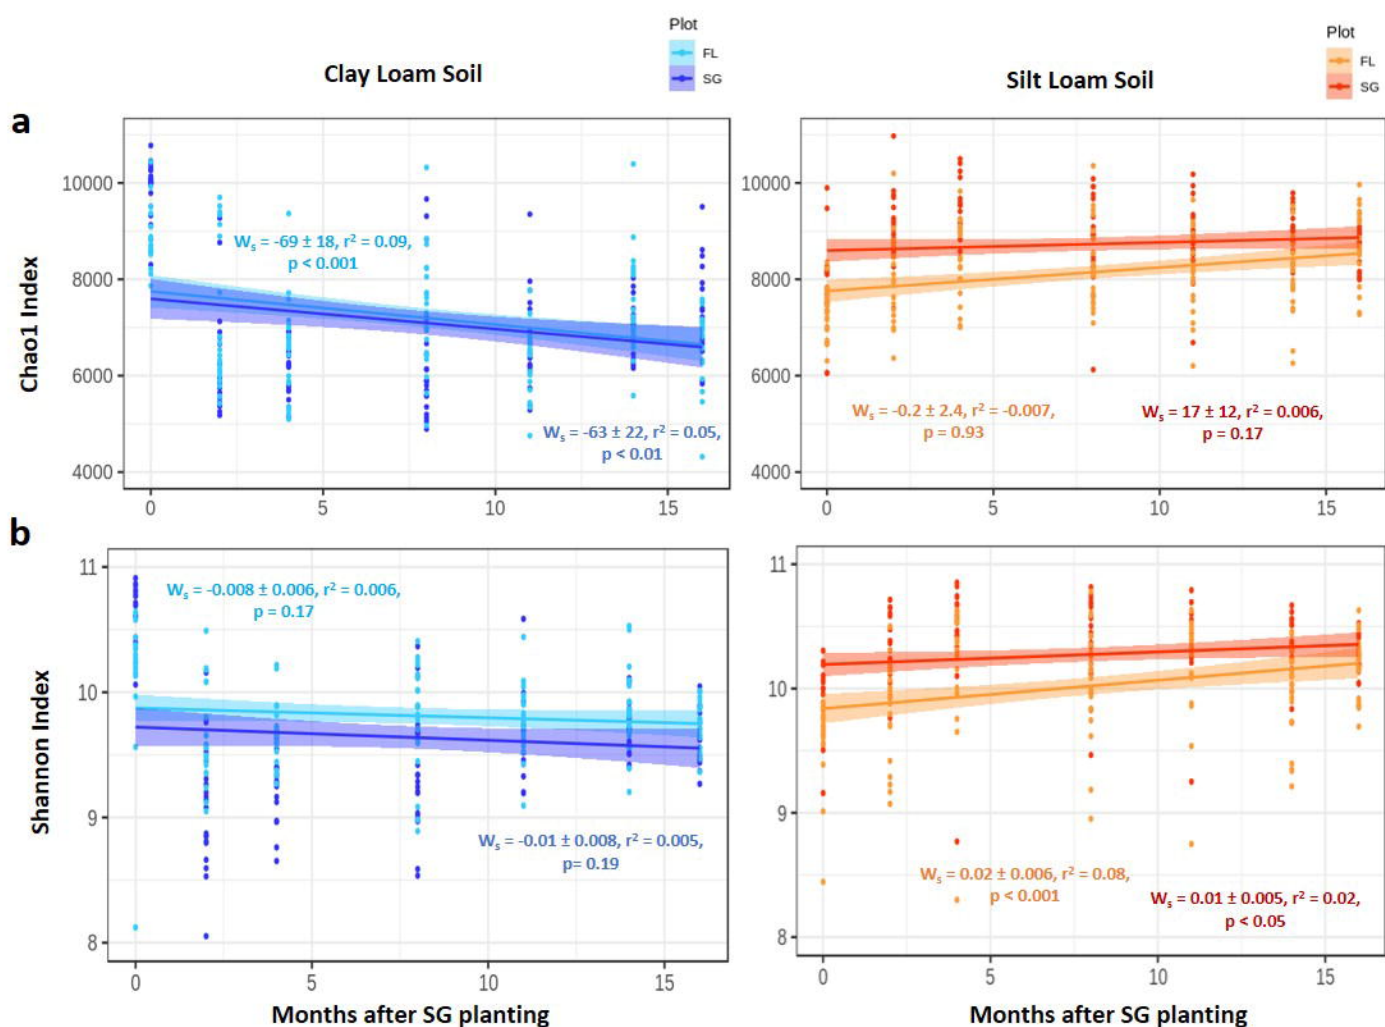 Plot
FL
SG
Clay Loam Soil
Plot
FL
SG
Silt Loam Soil
a
Chao1 Index
10000
8000
6000
4000
Wₛ = -69 ± 18, r² = 0.09,
p < 0.001
Wₛ = -63 ± 22, r² = 0.05,
p < 0.01
0 5 10 15
10000
8000
6000
4000
Wₛ = -0.2 ± 2.4, r² = -0.007,
p = 0.93
Wₛ = 17 ± 12, r² = 0.006,
p = 0.17
0 5 10 15
b
Shannon Index
11
10
9
8
Wₛ = -0.008 ± 0.006, r² = 0.006,
p = 0.17
Wₛ = -0.01 ± 0.008, r² = 0.005,
p= 0.19
0 5 10 15
Months after SG planting
11
10
9
8
Wₛ = 0.02 ± 0.006, r² = 0.08,
p < 0.001
Wₛ = 0.01 ± 0.005, r² = 0.02,
p < 0.05
0 5 10 15
Months after SG planting